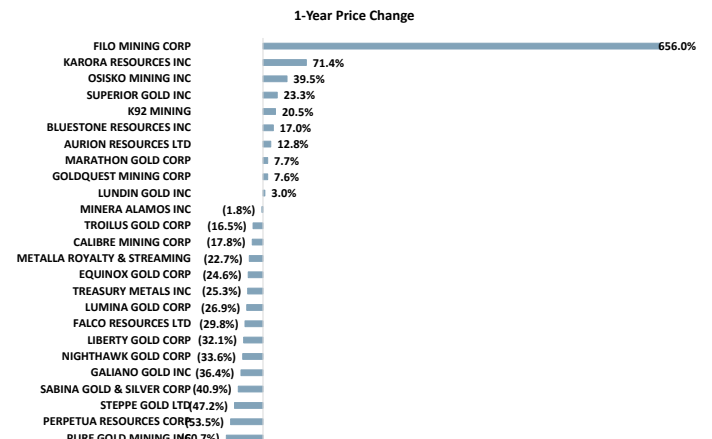 1-Year Price Change
FILO MINING CORP 656.0%
KARORA RESOURCES INC 71.4%
OSISKO MINING INC 39.5%
SUPERIOR GOLD INC 23.3%
K92 MINING 20.5%
BLUESTONE RESOURCES INC 17.0%
AURION RESOURCES LTD 12.8%
MARATHON GOLD CORP 7.7%
GOLDQUEST MINING CORP 7.6%
LUNDIN GOLD INC 3.0%
MINERA ALAMOS INC (1.8%)
TROILUS GOLD CORP (16.5%)
CALIBRE MINING CORP (17.8%)
METALLA ROYALTY & STREAMING (22.7%)
EQUINOX GOLD CORP (24.6%)
TREASURY METALS INC (25.3%)
LUMINA GOLD CORP (26.9%)
FALCO RESOURCES LTD (29.8%)
LIBERTY GOLD CORP (32.1%)
NIGHTHAWK GOLD CORP (33.6%)
GALIANO GOLD INC (36.4%)
SABINA GOLD & SILVER CORP (40.9%)
STEPPE GOLD LTD (47.2%)
PERPETUA RESOURCES CORP (53.5%)
PURE GOLD MINING INC (60.7%)